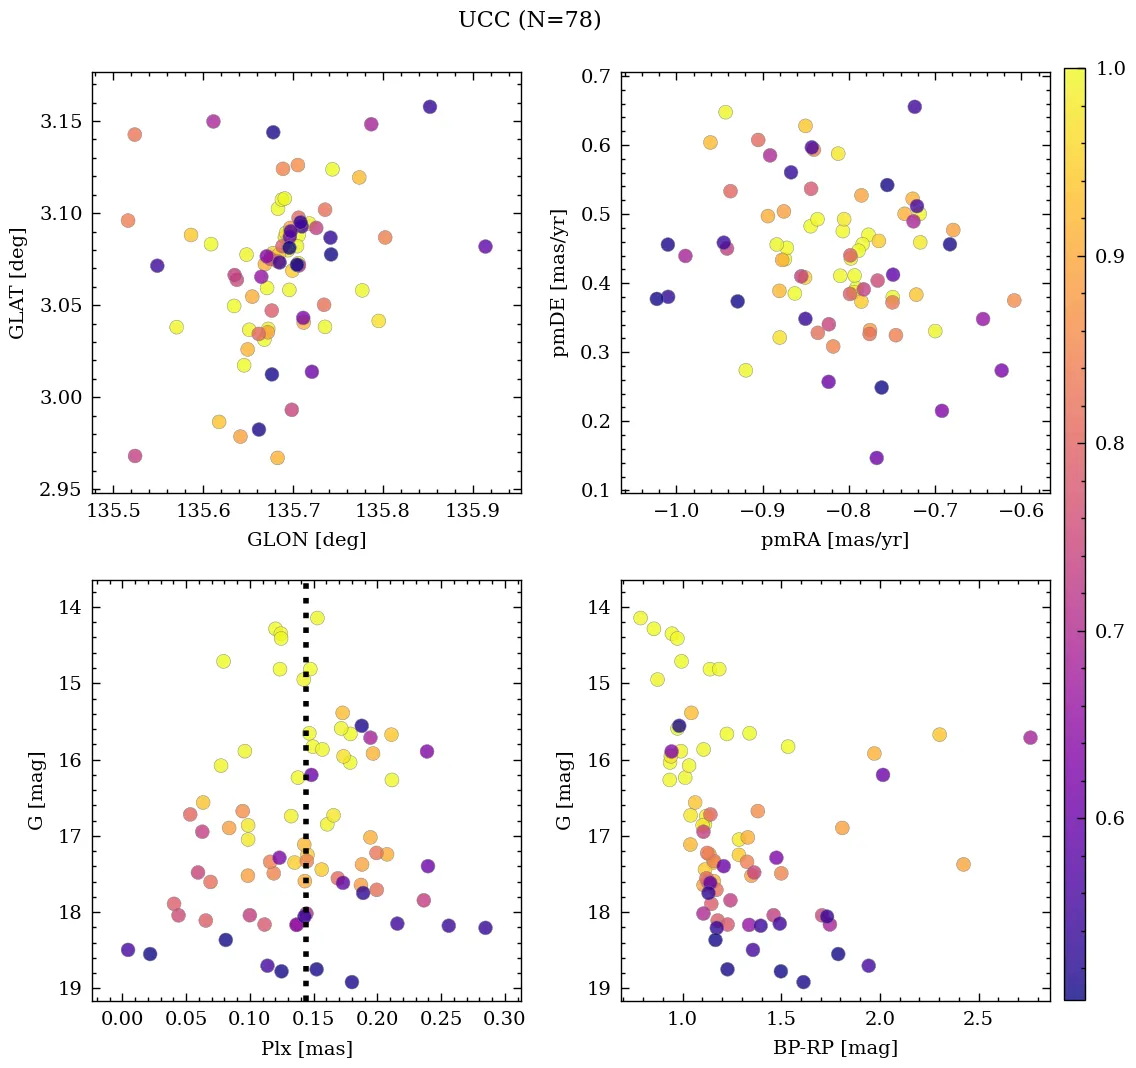 UCC (N=78)
3.15
3.10
3.05
3.00
2.95
GLAT [deg]
135.5 135.6 135.7 135.8 135.9
GLON [deg]
0.7
0.6
0.5
0.4
0.3
0.2
0.1
pmDE [mas/yr]
−1.0 −0.9 −0.8 −0.7 −0.6
pmRA [mas/yr]
1.0
0.9
0.8
0.7
0.6
14
15
16
17
18
19
G [mag]
0.00 0.05 0.10 0.15 0.20 0.25 0.30
Plx [mas]
14
15
16
17
18
19
G [mag]
1.0 1.5 2.0 2.5
BP-RP [mag]